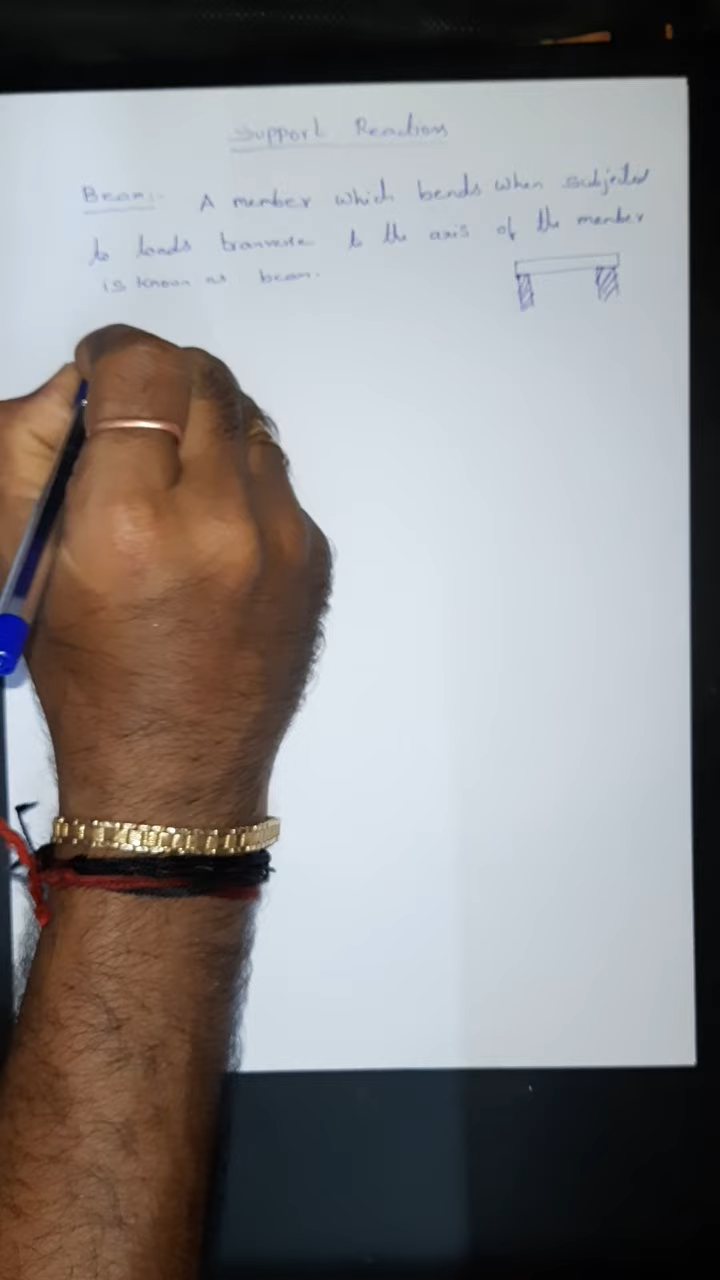 Support Reactions
Beam:- A member which bends when subjected
to loads transverse to the axis of the member
is known as beam.